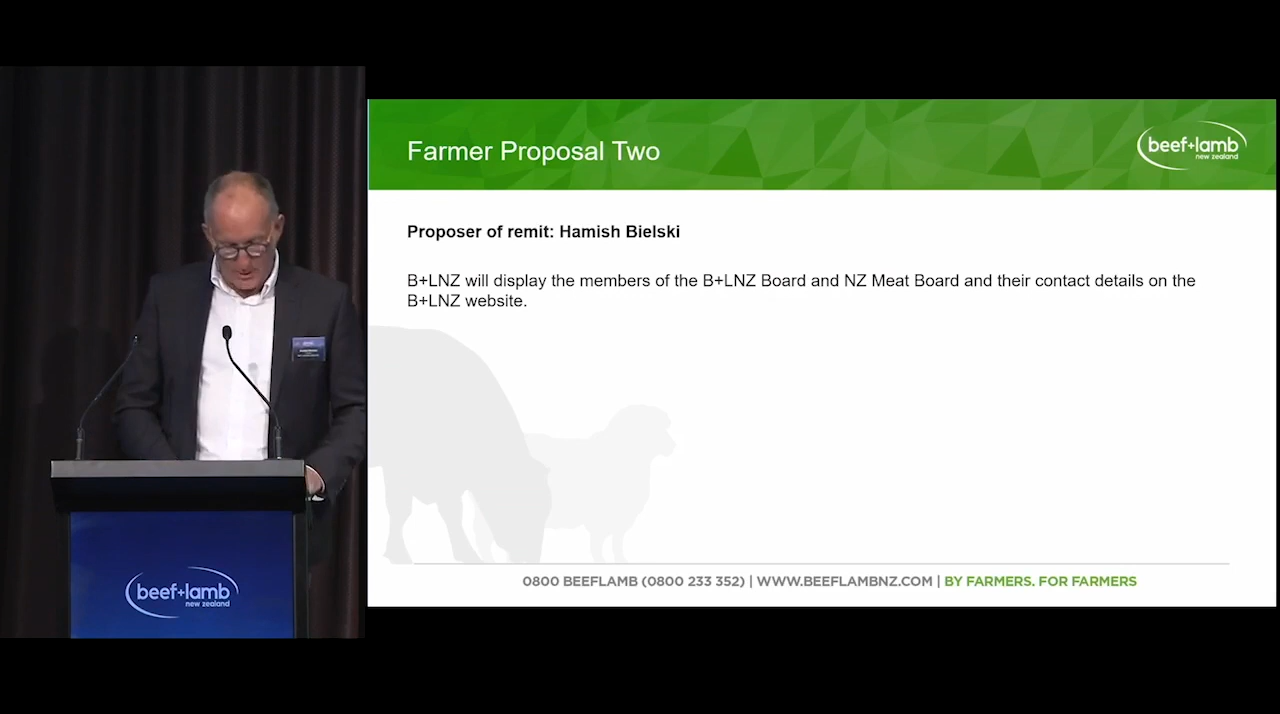 Farmer Proposal Two
beef+lamb
new zealand
Proposer of remit: Hamish Bielski
B+LNZ will display the members of the B+LNZ Board and NZ Meat Board and their contact details on the
B+LNZ website.
0800 BEEFLAMB (0800 233 352) | WWW.BEEFLAMBNZ.COM | BY FARMERS. FOR FARMERS
beef+lamb
new zealand